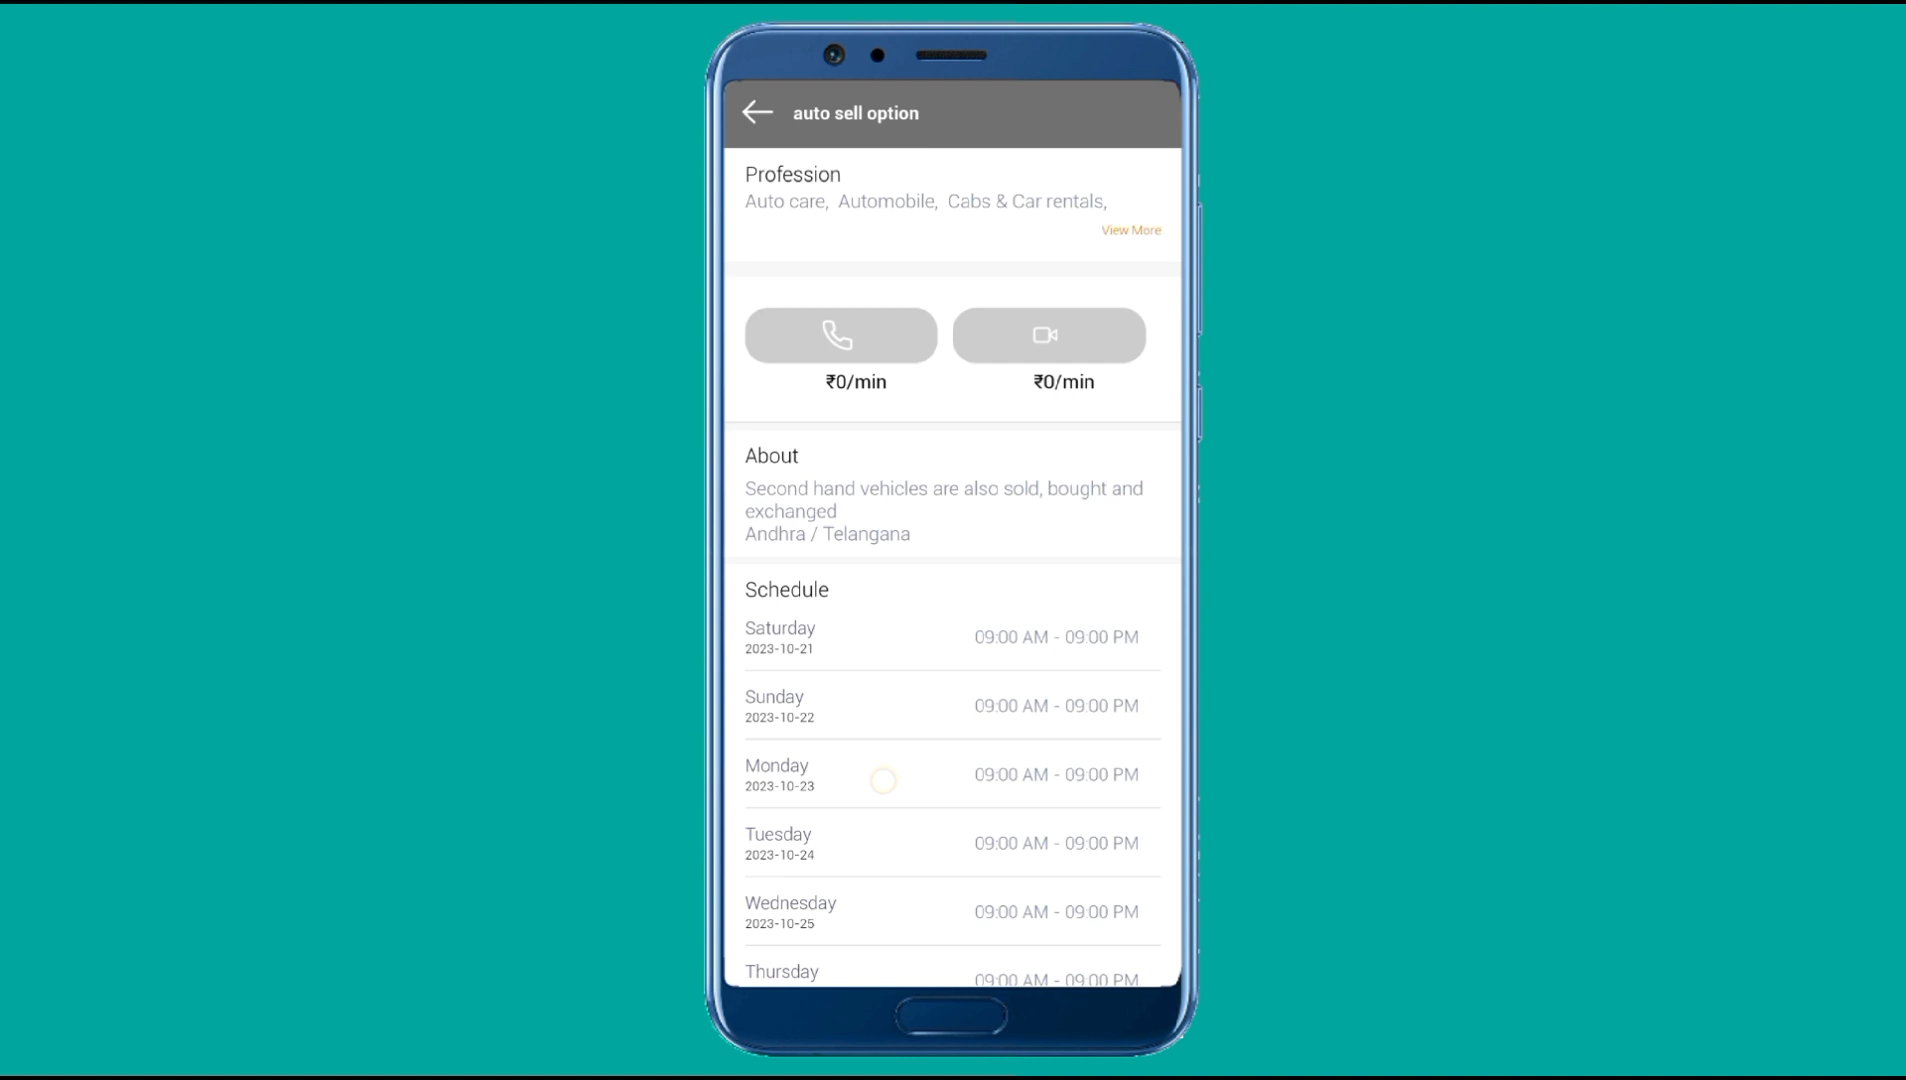 auto sell option
Profession
Auto care, Automobile, Cabs & Car rentals,
View More
₹0/min ₹0/min
About
Second hand vehicles are also sold, bought and
exchanged
Andhra / Telangana
Schedule
Saturday 09:00 AM - 09:00 PM
2023-10-21
Sunday 09:00 AM - 09:00 PM
2023-10-22
Monday 09:00 AM - 09:00 PM
2023-10-23
Tuesday 09:00 AM - 09:00 PM
2023-10-24
Wednesday 09:00 AM - 09:00 PM
2023-10-25
Thursday 09:00 AM - 09:00 PM